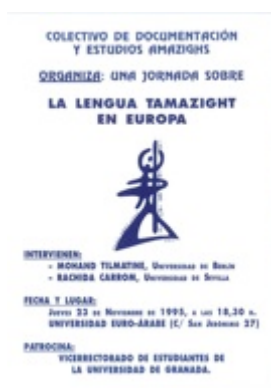 COLECTIVO DE DOCUMENTACIÓN
Y ESTUDIOS AMAZIGHS
ORGANIZA: UNA JORNADA SOBRE
LA LENGUA TAMAZIGHT
EN EUROPA
INTERVIENEN:
- MOHAND TILMATINE, UNIVERSIDAD DE BERLÍN
- RACHIDA CARROM, UNIVERSIDAD DE SEVILLA
FECHA Y LUGAR:
JUEVES 23 DE NOVIEMBRE DE 1995, A LAS 18,30 H.
UNIVERSIDAD EURO-ÁRABE (C/ SAN JERÓNIMO 27)
PATROCINA:
VICERRECTORADO DE ESTUDIANTES DE
LA UNIVERSIDAD DE GRANADA.